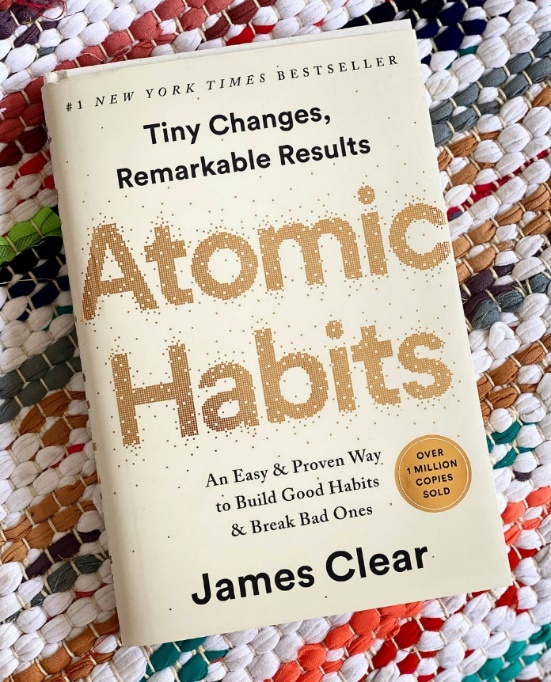 #1 NEW YORK TIMES BESTSELLER
Tiny Changes,
Remarkable Results
Atomic
Habits
An Easy & Proven Way
to Build Good Habits
& Break Bad Ones
OVER
1 MILLION
COPIES
SOLD
James Clear